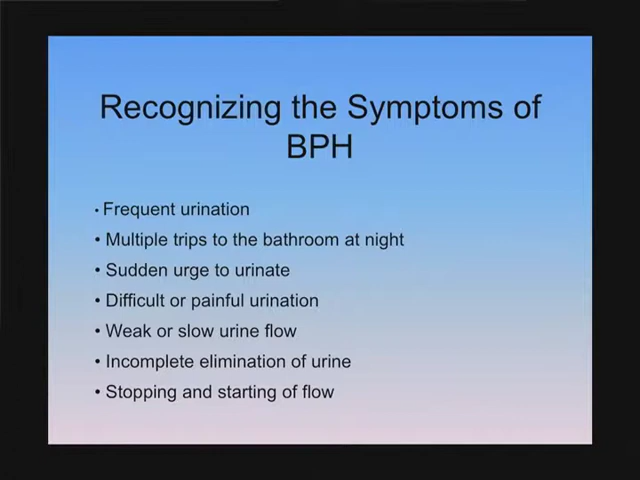 Recognizing the Symptoms of
BPH
• Frequent urination
• Multiple trips to the bathroom at night
• Sudden urge to urinate
• Difficult or painful urination
• Weak or slow urine flow
• Incomplete elimination of urine
• Stopping and starting of flow